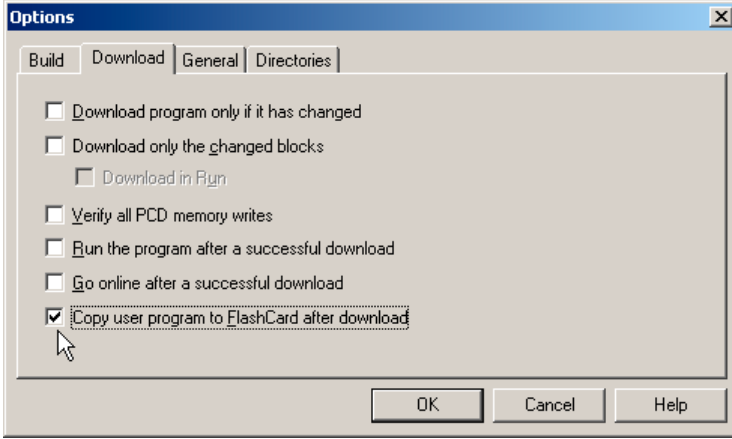 Options
Build Download General Directories
Download program only if it has changed
Download only the changed blocks
Download in Run
Verify all PCD memory writes
Run the program after a successful download
Go online after a successful download
Copy user program to FlashCard after download
OK Cancel Help